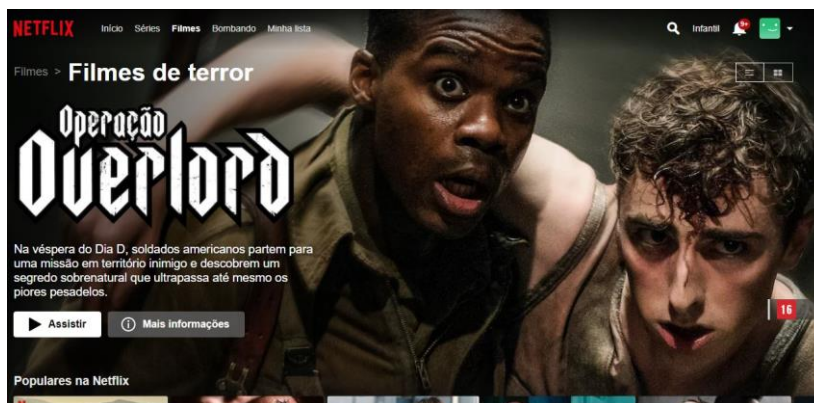 NETFLIX Início Séries Filmes Bombando Minha lista Infantil 9+
Filmes > Filmes de terror
Operação
Overlord
Na véspera do Dia D, soldados americanos partem para
uma missão em território inimigo e descobrem um
segredo sobrenatural que ultrapassa até mesmo os
piores pesadelos.
16
Assistir Mais informações
Populares na Netflix